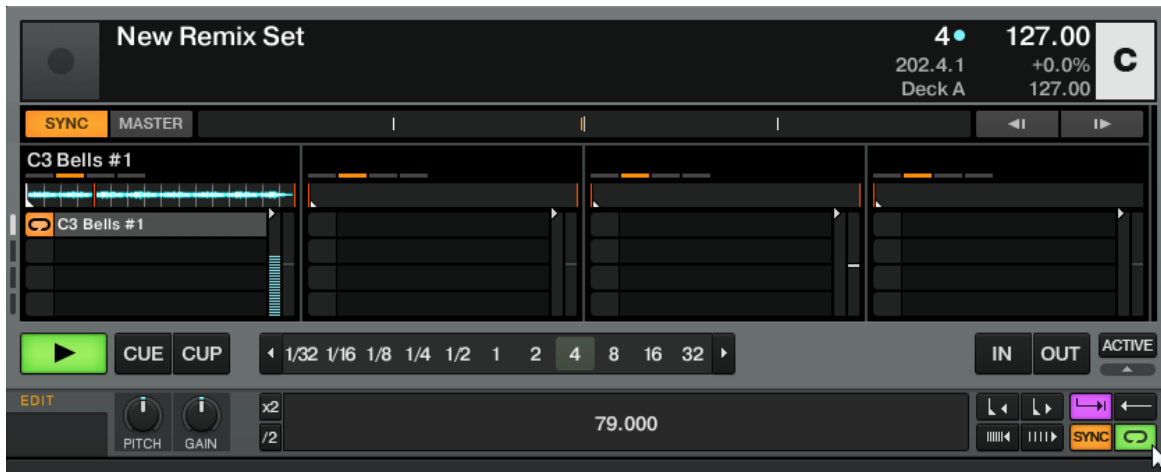 New Remix Set 4 127.00
202.4.1 +0.0% C
Deck A 127.00
SYNC MASTER
C3 Bells #1
C3 Bells #1
CUE CUP 1/32 1/16 1/8 1/4 1/2 1 2 4 8 16 32 IN OUT ACTIVE
EDIT
x2
79.000
/2
PITCH GAIN SYNC